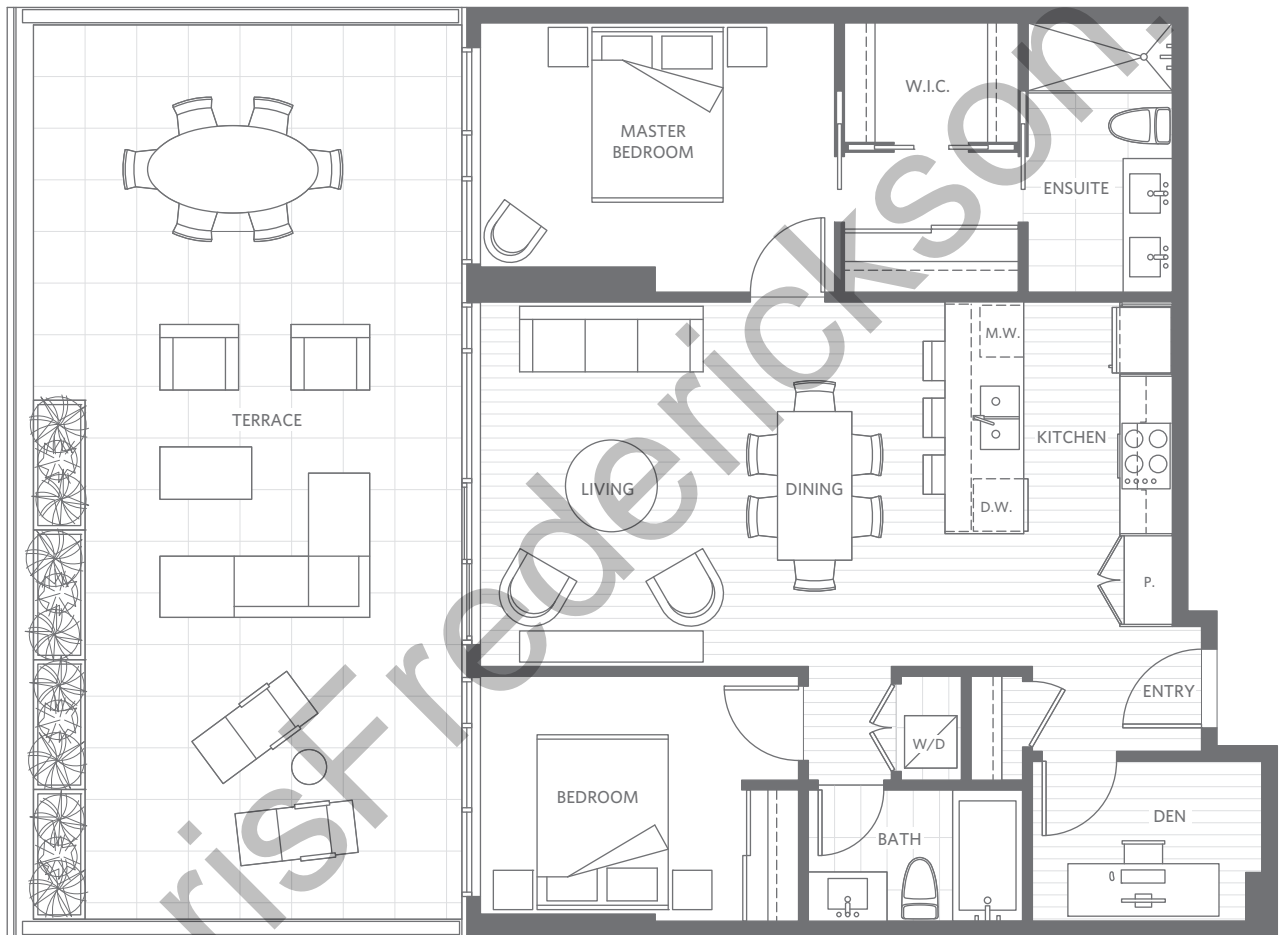 W.I.C.
MASTER
BEDROOM
ENSUITE
M.W.
TERRACE
KITCHEN
LIVING
DINING
D.W.
P.
ENTRY
W/D
BEDROOM
DEN
BATH
risFrederickson.